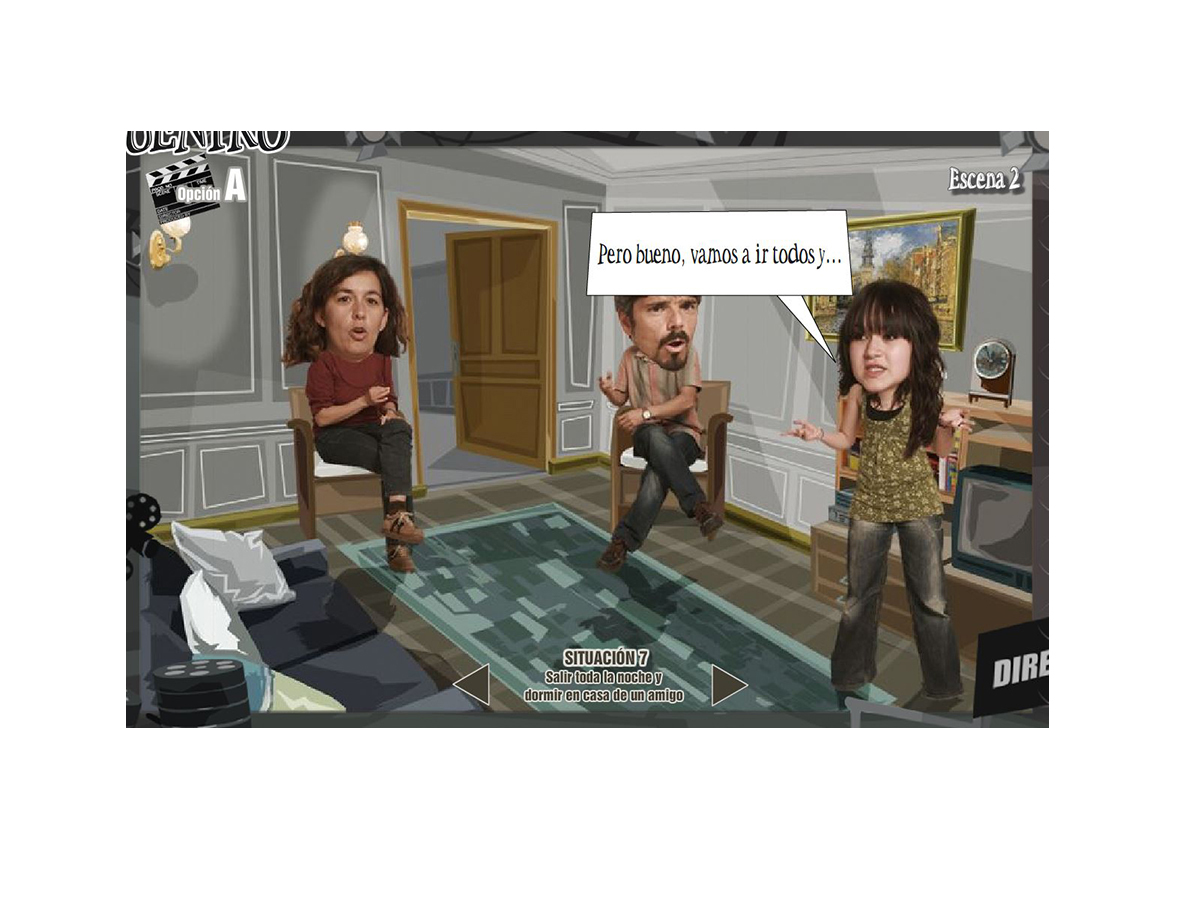 Opción A
Escena 2
Pero bueno, vamos a ir todos y...
SITUACIÓN 7
Salir toda la noche y
dormir en casa de un amigo
DIRE